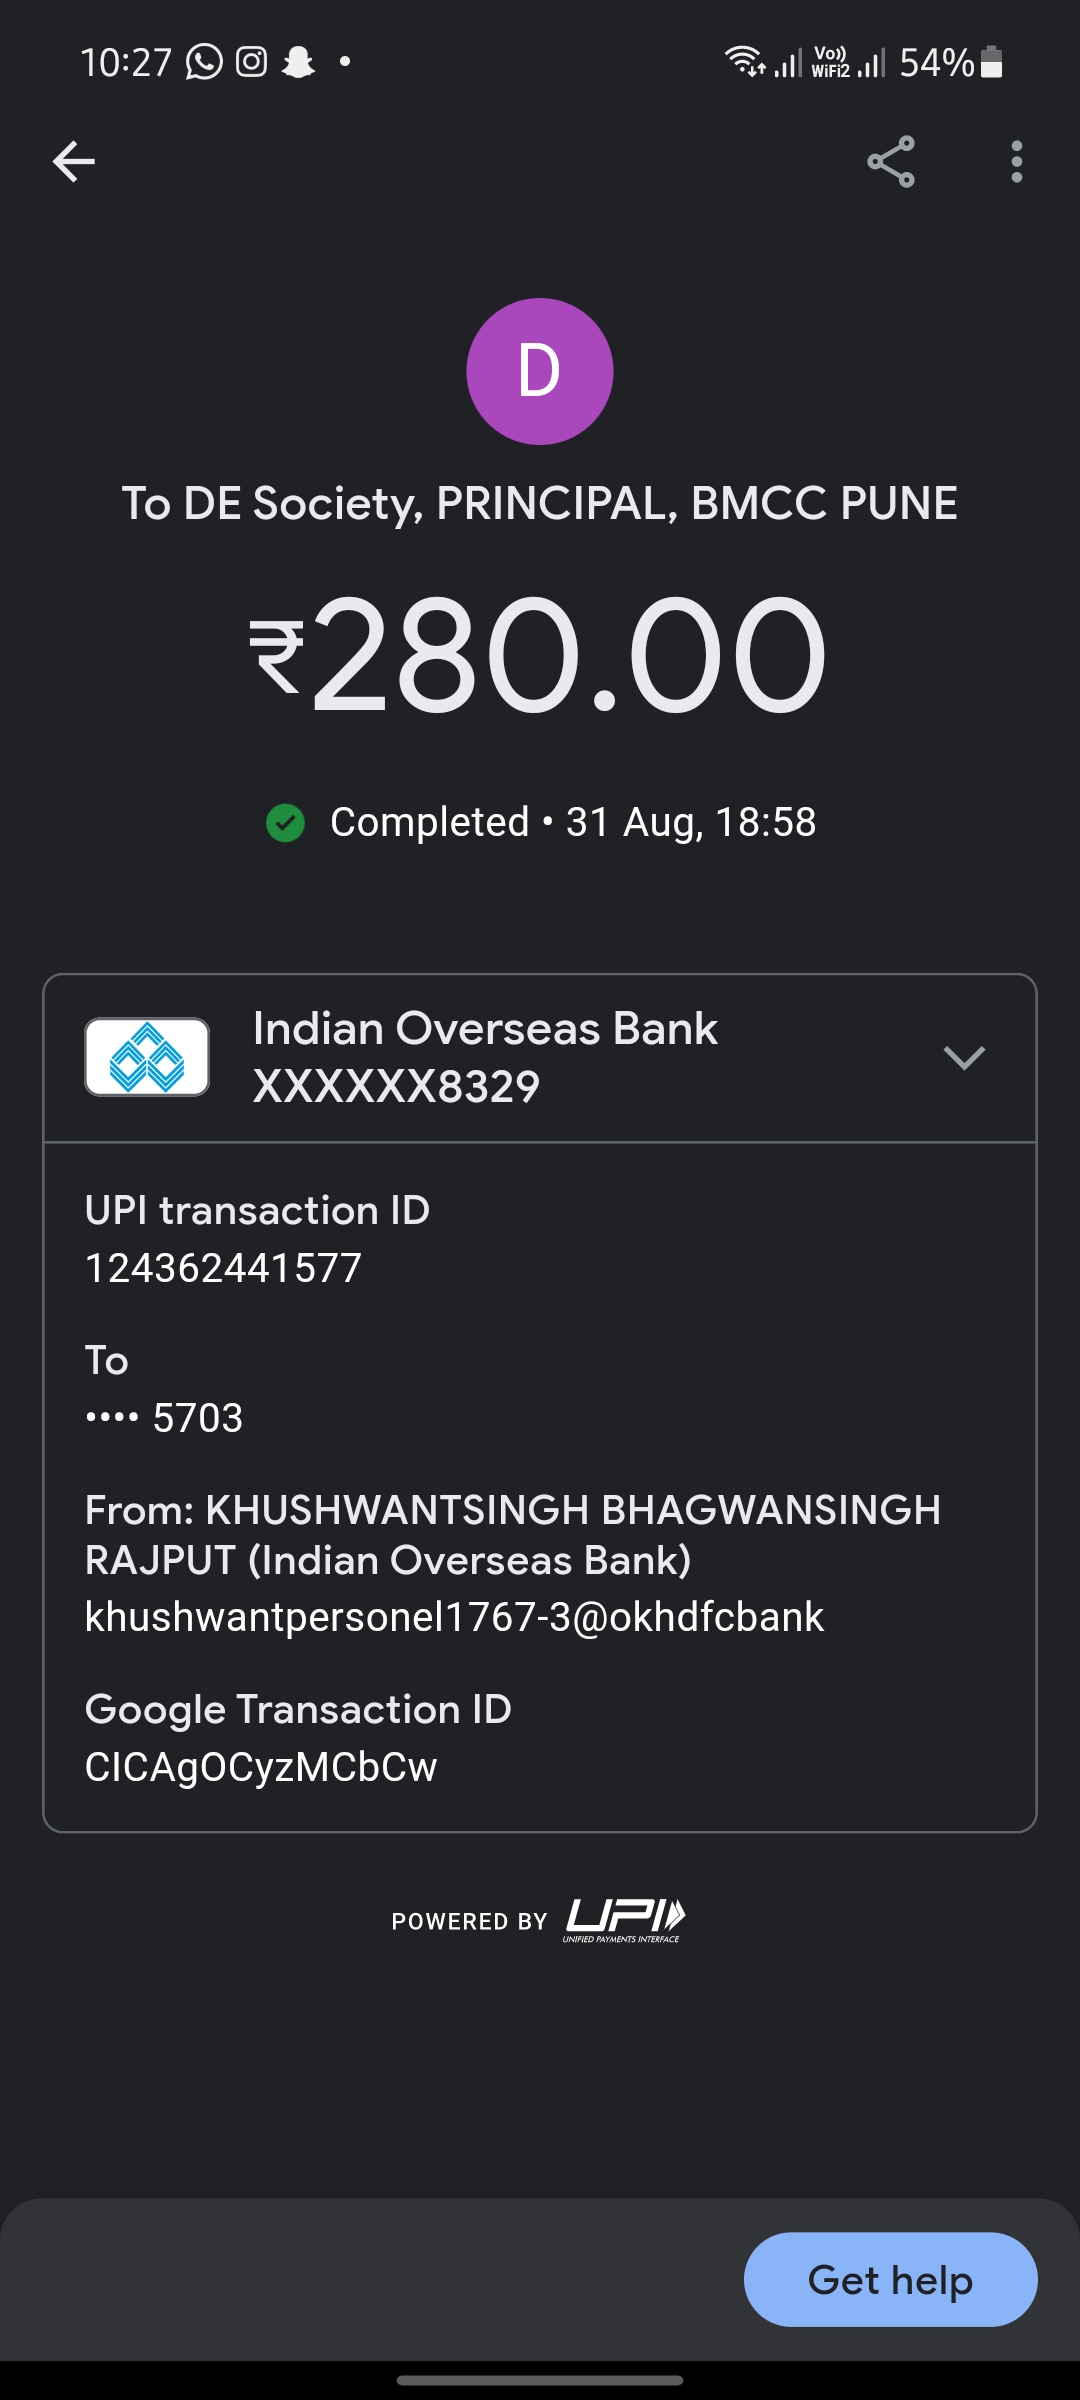 10:27
Vo)) WiFi2 54%
D
To DE Society, PRINCIPAL, BMCC PUNE
₹280.00
Completed • 31 Aug, 18:58
Indian Overseas Bank
XXXXXX8329
UPI transaction ID
124362441577
To
•••• 5703
From: KHUSHWANTSINGH BHAGWANSINGH
RAJPUT (Indian Overseas Bank)
khushwantpersonel1767-3@okhdfcbank
Google Transaction ID
CICAgOCyzMCbCw
POWERED BY UPI
UNIFIED PAYMENTS INTERFACE
Get help